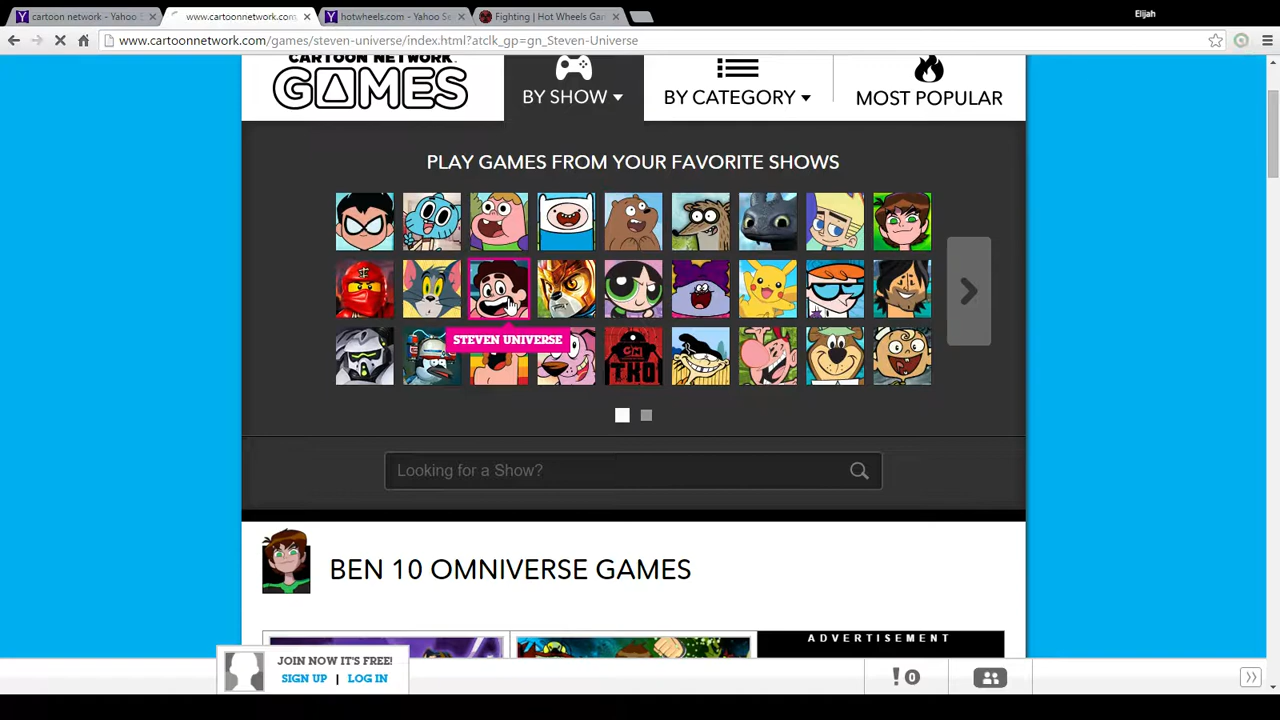 cartoon network - Yahoo
www.cartoonnetwork.com/
hotwheels.com - Yahoo Se
Fighting | Hot Wheels Gam
Elijah
www.cartoonnetwork.com/games/steven-universe/index.html?atclk_gp=gn_Steven-Universe
CARTOON NETWORK
GAMES
BY SHOW
BY CATEGORY
MOST POPULAR
PLAY GAMES FROM YOUR FAVORITE SHOWS
STEVEN UNIVERSE
CN
TKO
Looking for a Show?
BEN 10 OMNIVERSE GAMES
ADVERTISEMENT
JOIN NOW IT'S FREE!
SIGN UP | LOG IN
! 0